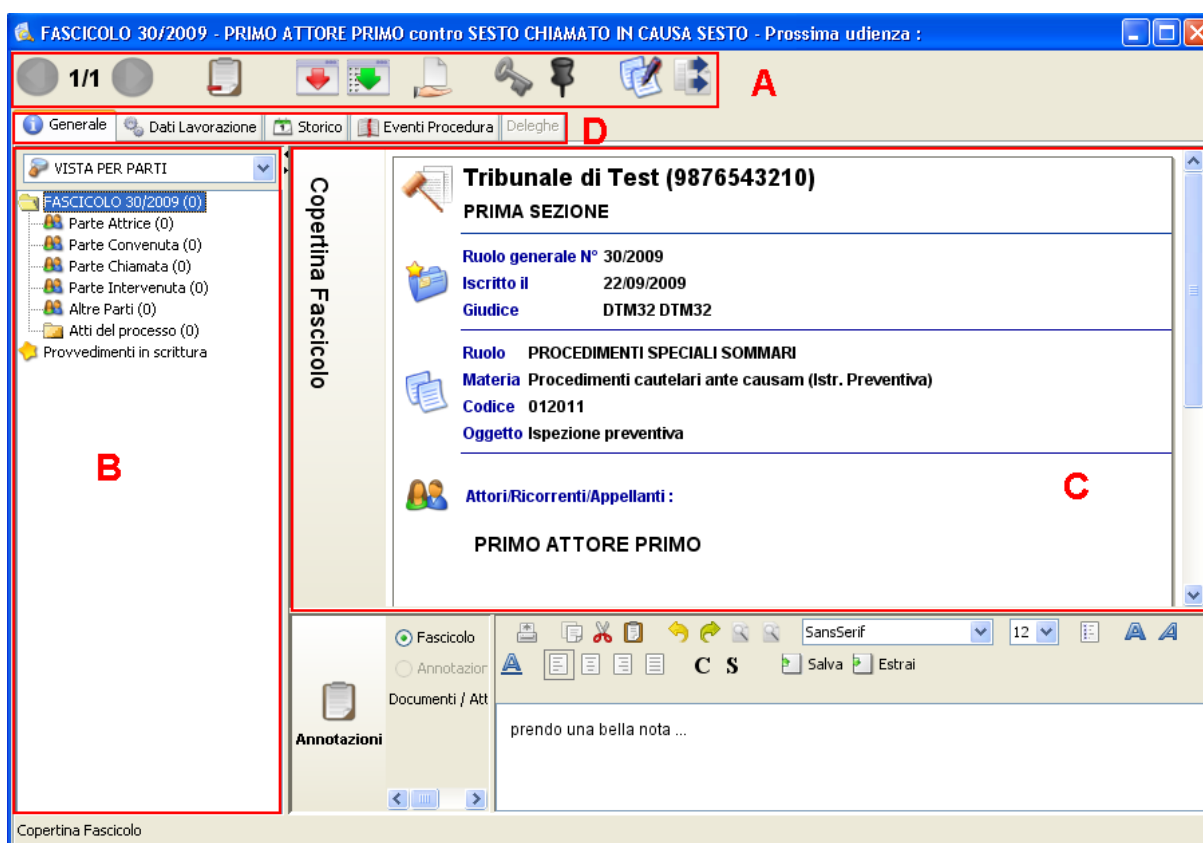 FASCICOLO 30/2009 - PRIMO ATTORE PRIMO contro SESTO CHIAMATO IN CAUSA SESTO - Prossima udienza :
1/1
A
Generale Dati Lavorazione Storico Eventi Procedura Deleghe
D
VISTA PER PARTI
FASCICOLO 30/2009 (0)
Parte Attrice (0)
Parte Convenuta (0)
Parte Chiamata (0)
Parte Intervenuta (0)
Altre Parti (0)
Atti del processo (0)
Provvedimenti in scrittura
B
Copertina Fascicolo
Tribunale di Test (9876543210)
PRIMA SEZIONE
Ruolo generale N° 30/2009
Iscritto il 22/09/2009
Giudice DTM32 DTM32
Ruolo PROCEDIMENTI SPECIALI SOMMARI
Materia Procedimenti cautelari ante causam (Istr. Preventiva)
Codice 012011
Oggetto Ispezione preventiva
C
Attori/Ricorrenti/Appellanti :
PRIMO ATTORE PRIMO
Annotazioni
Fascicolo
Annotazior
Documenti / Att
SansSerif 12 A A
A C S Salva Estrai
prendo una bella nota ...
Copertina Fascicolo